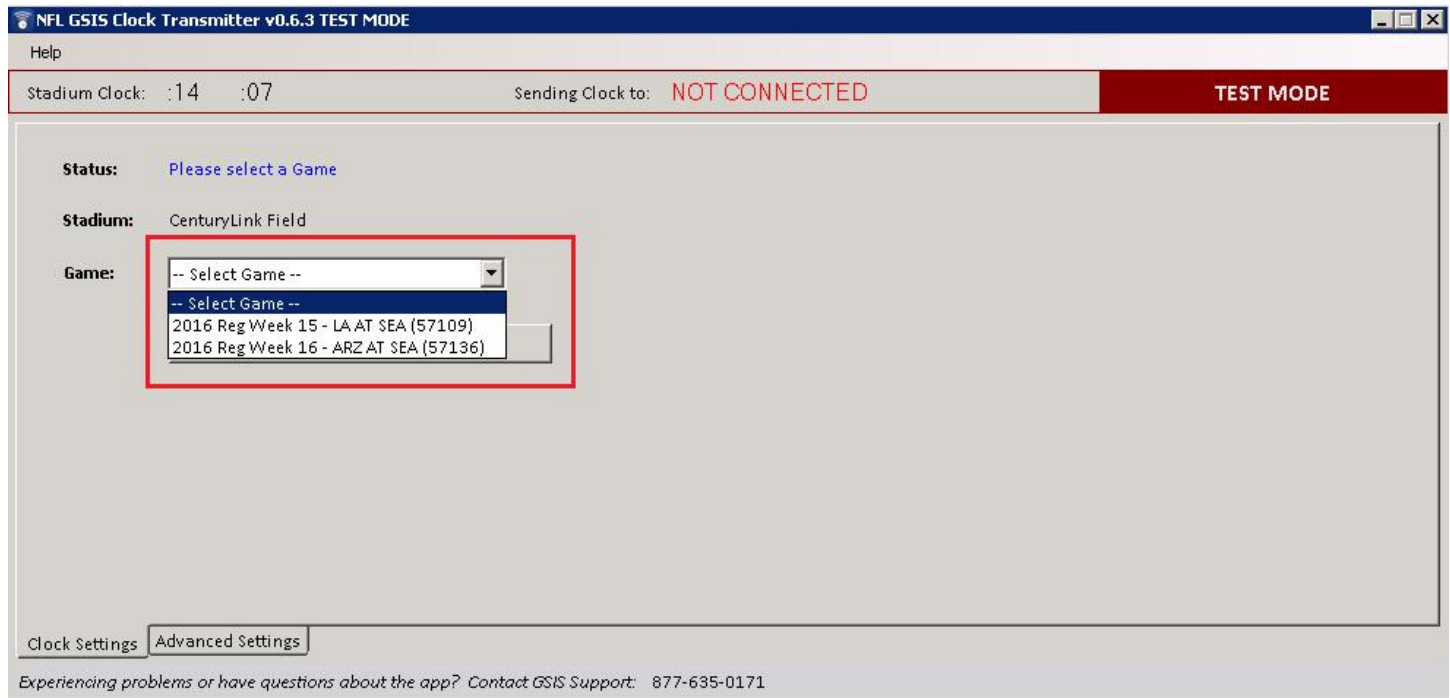 NFL GSIS Clock Transmitter v0.6.3 TEST MODE
Help
Stadium Clock: :14 :07 Sending Clock to: NOT CONNECTED TEST MODE
Status: Please select a Game
Stadium: CenturyLink Field
Game: -- Select Game --
-- Select Game --
2016 Reg Week 15 - LA AT SEA (57109)
2016 Reg Week 16 - ARZ AT SEA (57136)
Clock Settings Advanced Settings
Experiencing problems or have questions about the app? Contact GSIS Support: 877-635-0171